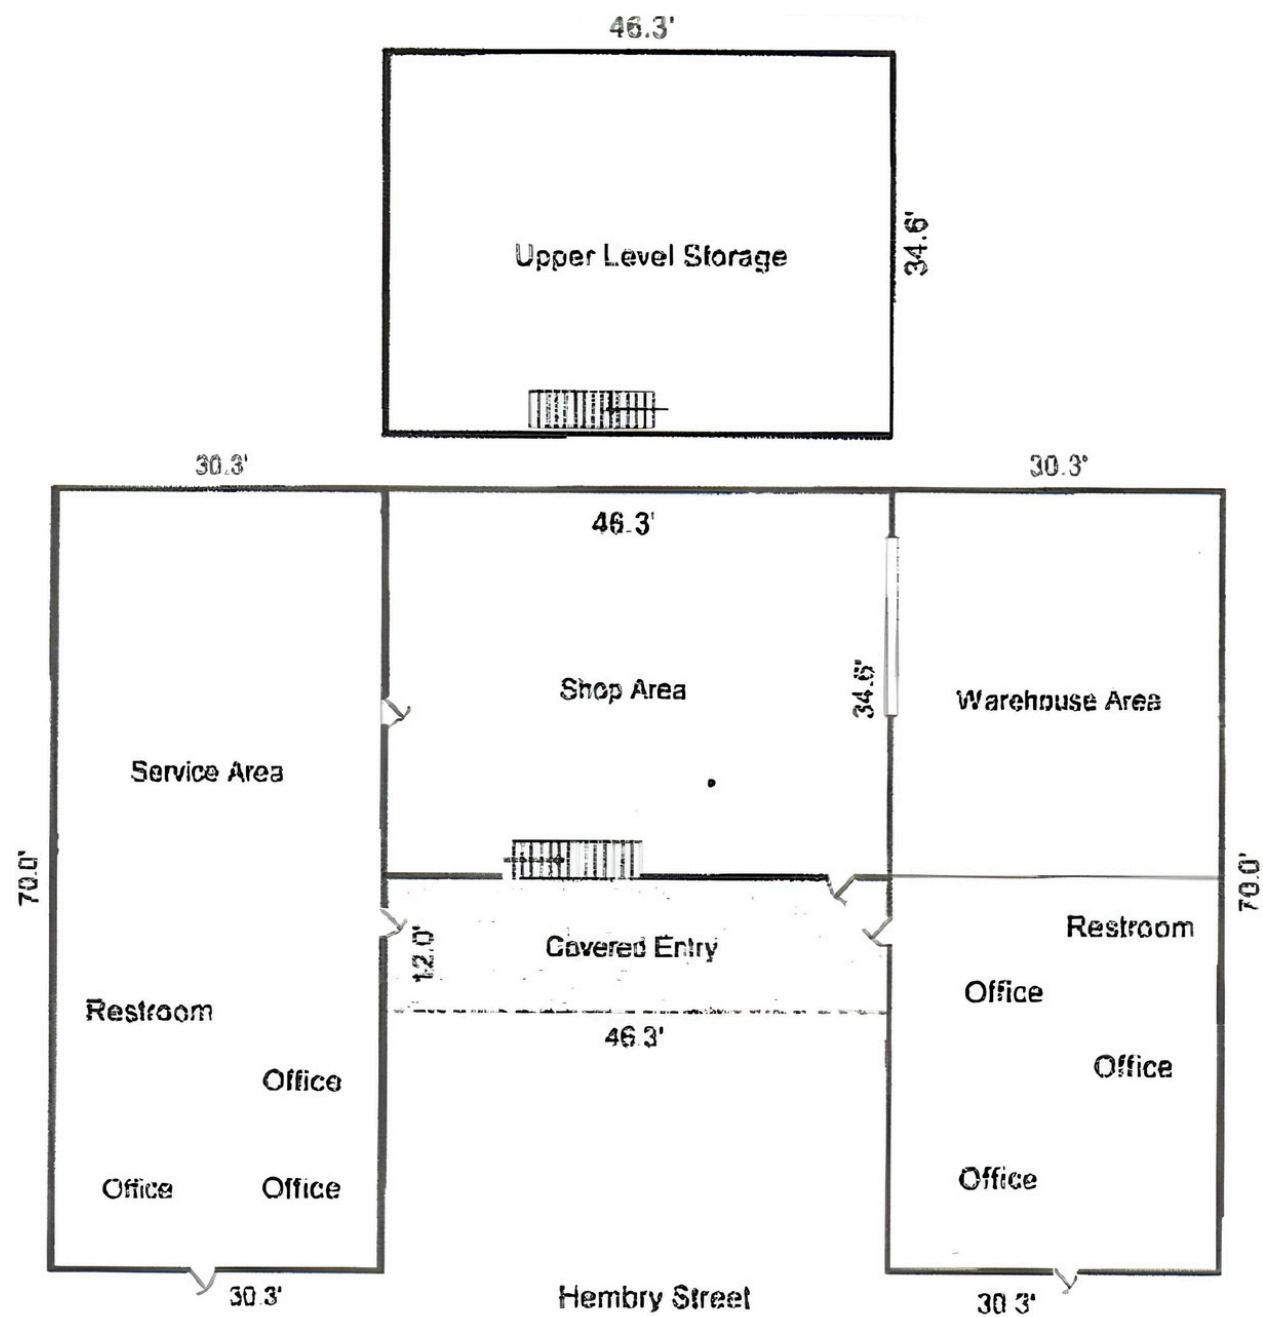 46.3'
34.6'
Upper Level Storage
30.3'
30.3'
46.3'
Shop Area
34.6'
Warehouse Area
Service Area
70.0'
70.0'
Restroom
12.0'
Covered Entry
Office
Restroom
46.3'
Office
Office
Office
Office
Office
30.3'
Hembry Street
30 3'